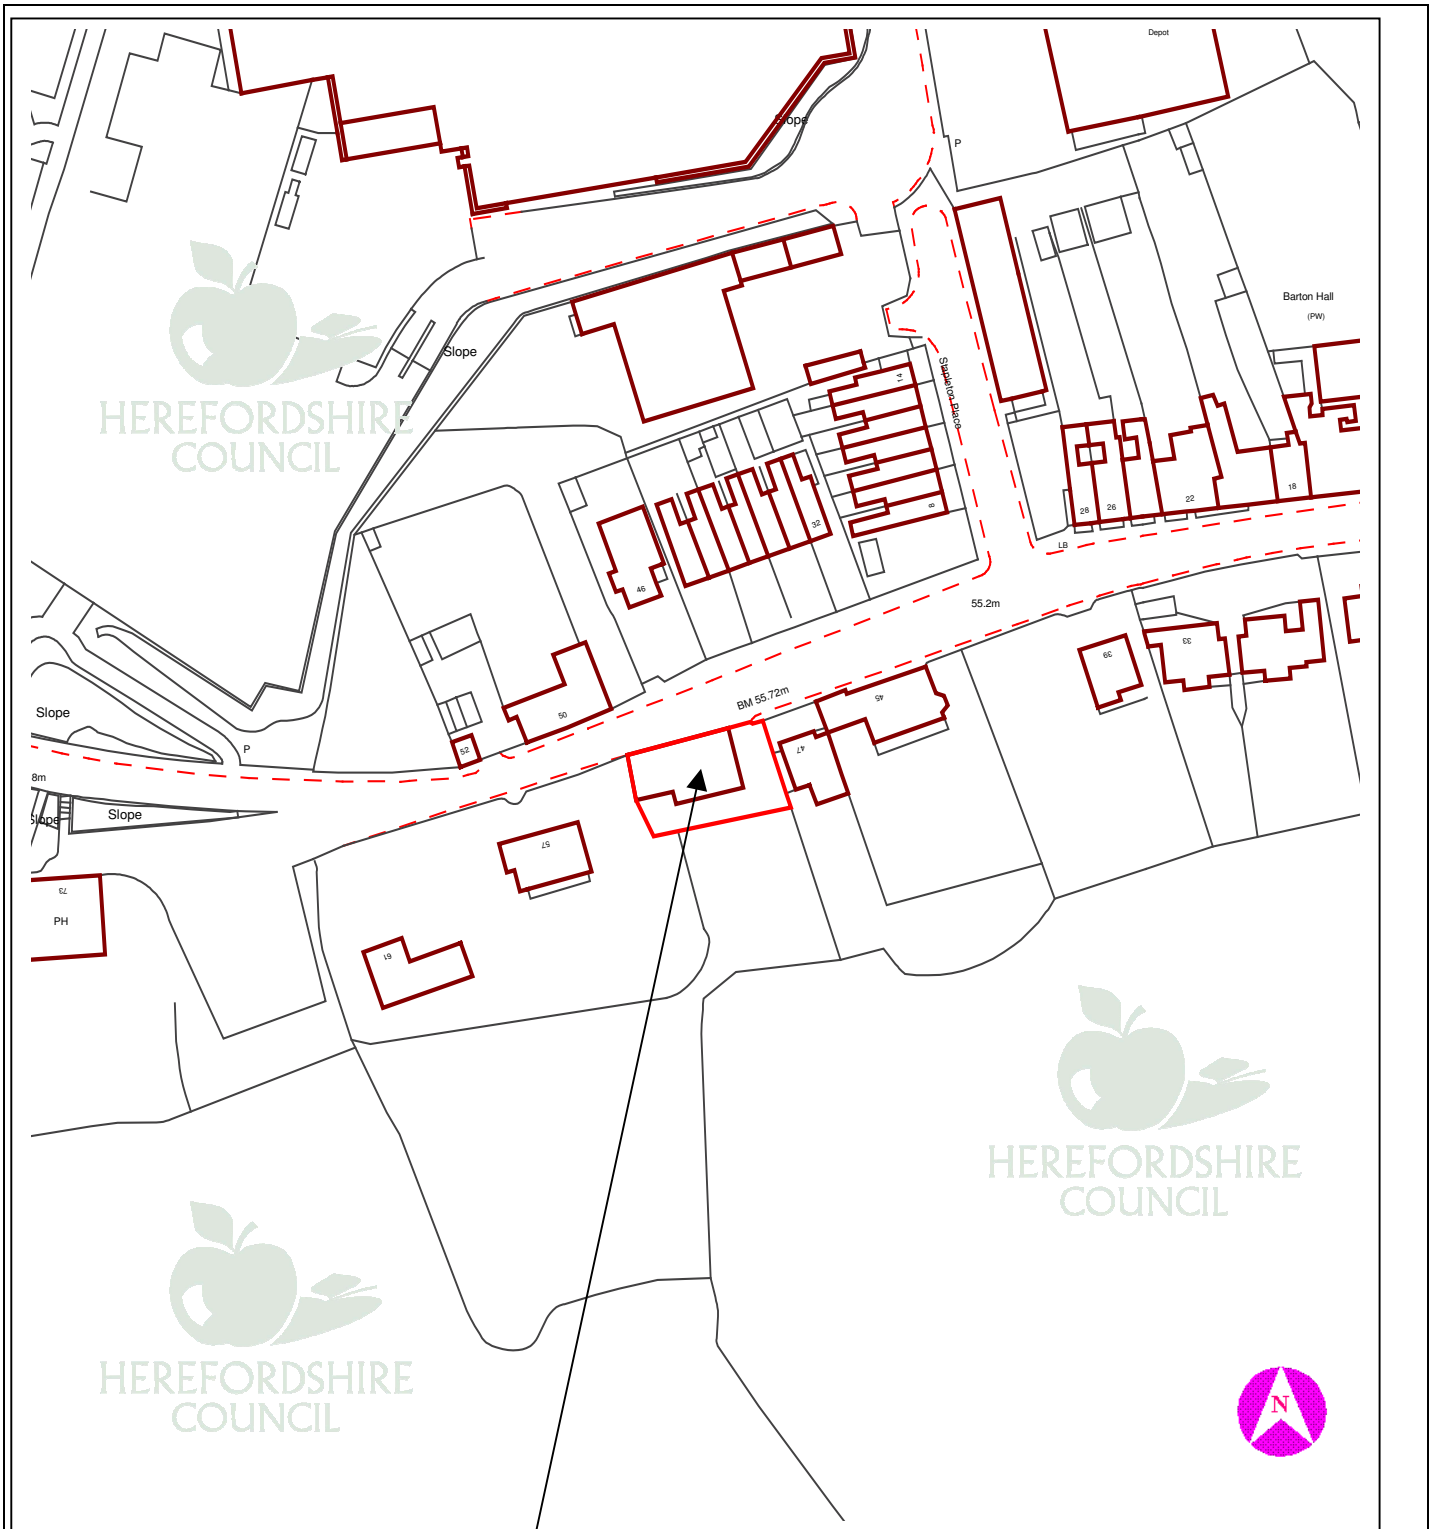 Depot
Slope
P
Barton Hall
(PW)
Slope
HEREFORDSHIRE
COUNCIL
Stapleton Place
14
8
32
46
28
26
22
18
LB
55.2m
33
39
45
BM 55.72m
47
50
52
Slope
P
8m
Slope
Slope
57
73
PH
61
HEREFORDSHIRE
COUNCIL
HEREFORDSHIRE
COUNCIL
N